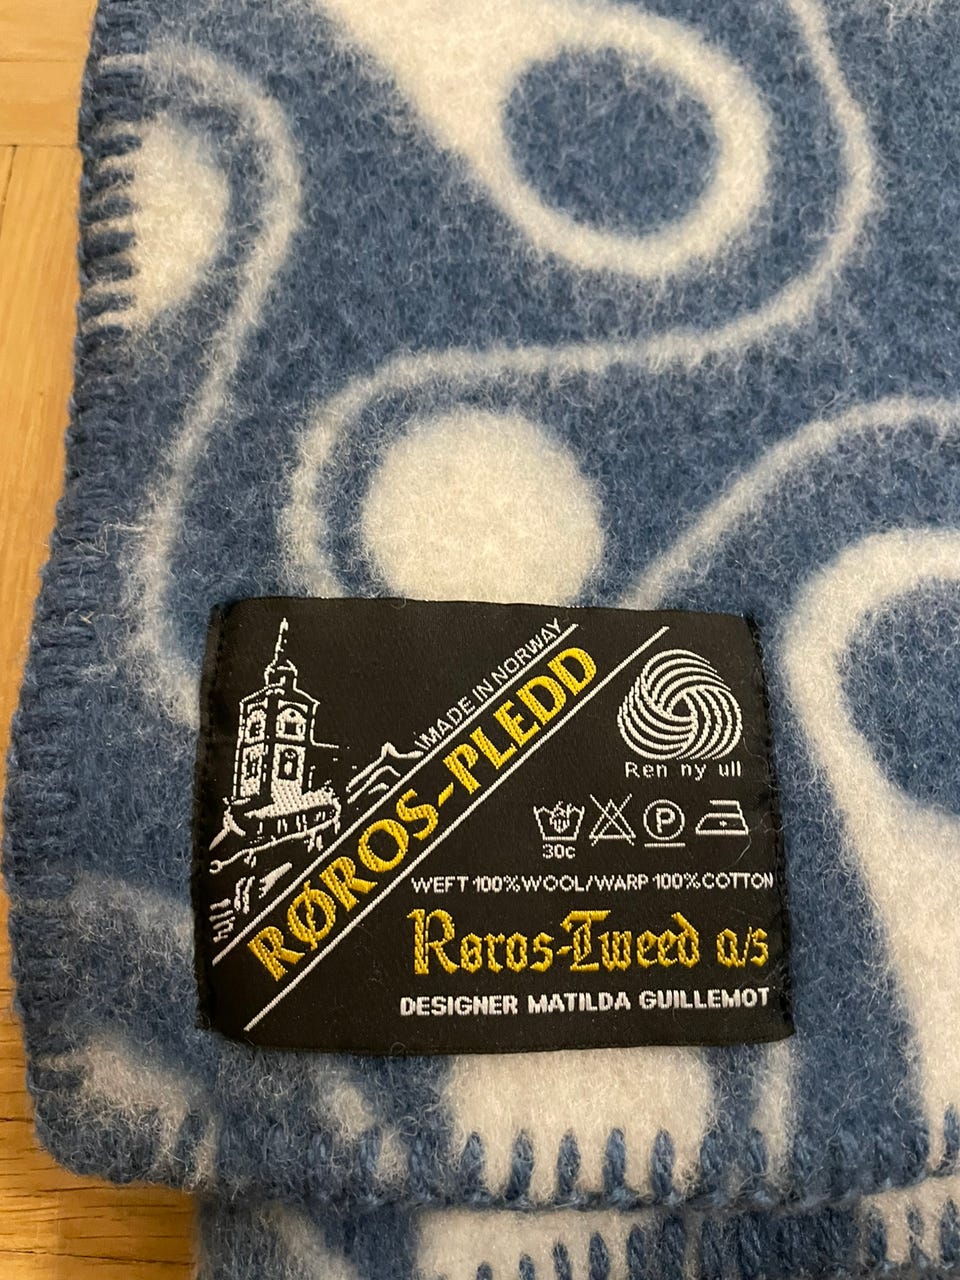 MADE IN NORWAY
RØROS-PLEDD
Ren ny ull
30c
P
WEFT 100% WOOL/WARP 100% COTTON
Røros-Tweed a/s
DESIGNER MATILDA GUILLEMOT